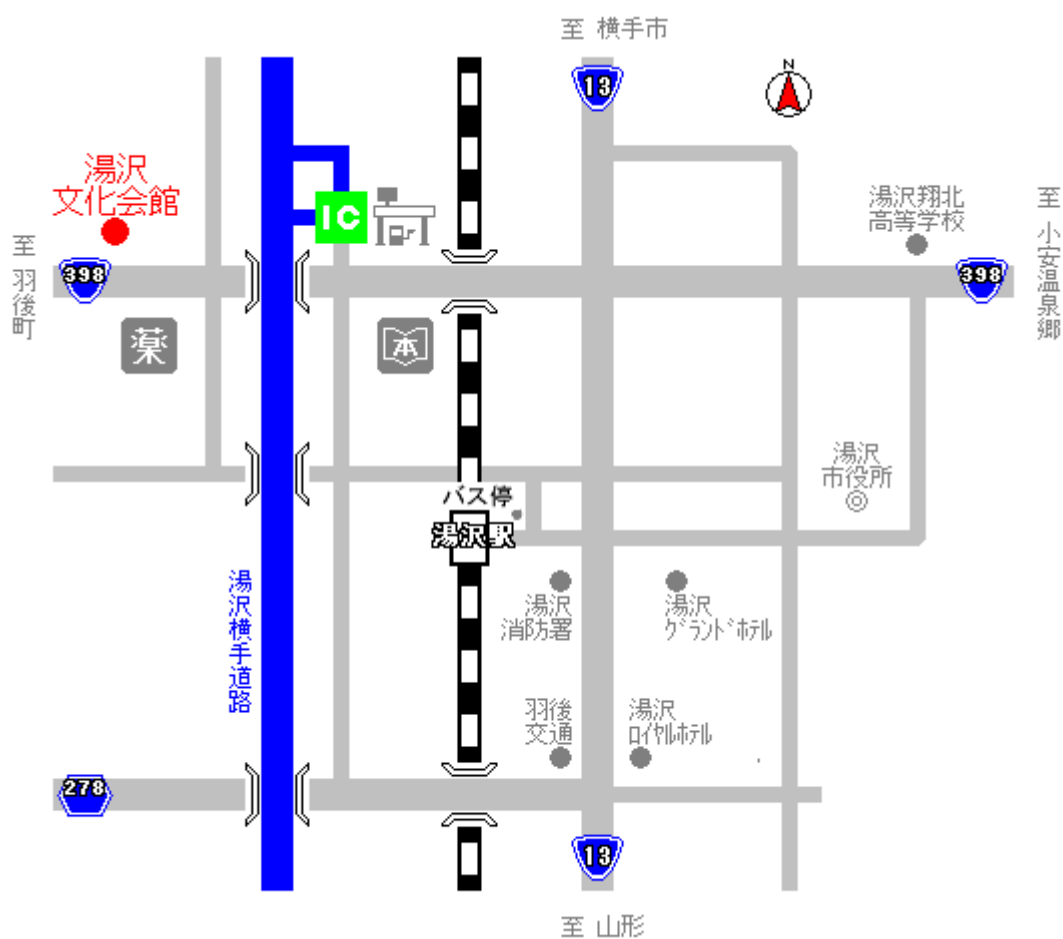 至 横手市
N
13
湯沢
文化会館
IC
湯沢翔北
高等学校
至 小安温泉郷
至 羽後町
398
398
薬
本
湯沢
市役所
バス停
湯沢駅
湯沢横手道路
湯沢
消防署
湯沢
グランドホテル
羽後
交通
湯沢
ロイヤルホテル
278
13
至 山形